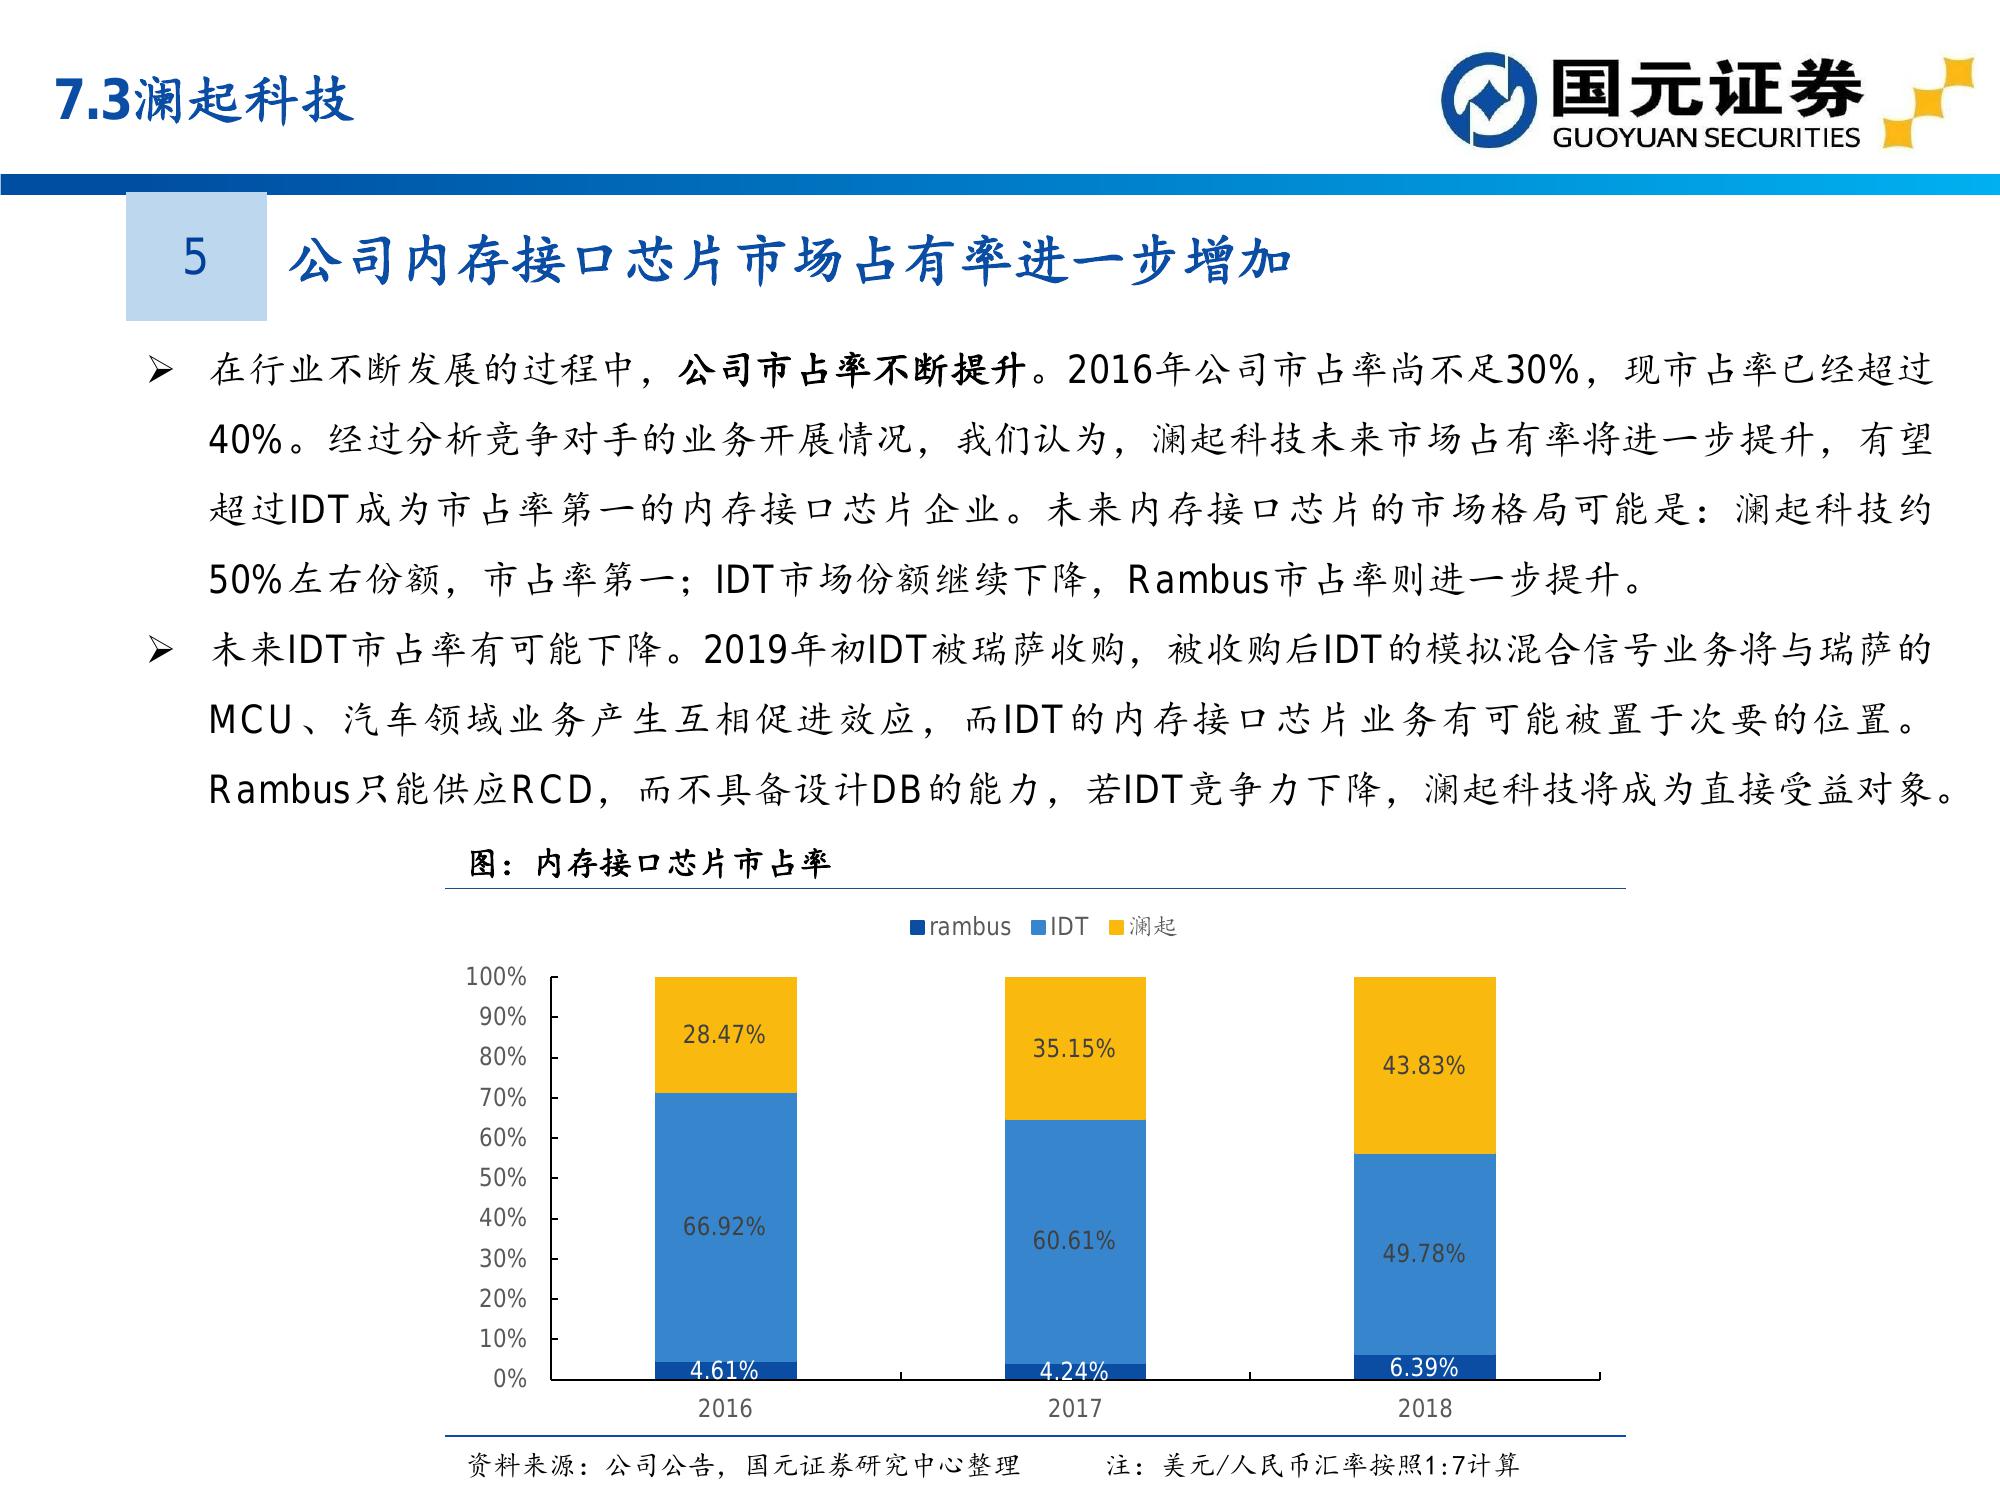 7.3澜起科技
国元证券
GUOYUAN SECURITIES
5
公司内存接口芯片市场占有率进一步增加
➢ 在行业不断发展的过程中，公司市占率不断提升。2016年公司市占率尚不足30%，现市占率已经超过
40%。经过分析竞争对手的业务开展情况，我们认为，澜起科技未来市场占有率将进一步提升，有望
超过IDT成为市占率第一的内存接口芯片企业。未来内存接口芯片的市场格局可能是：澜起科技约
50%左右份额，市占率第一；IDT市场份额继续下降，Rambus市占率则进一步提升。
➢ 未来IDT市占率有可能下降。2019年初IDT被瑞萨收购，被收购后IDT的模拟混合信号业务将与瑞萨的
MCU、汽车领域业务产生互相促进效应，而IDT的内存接口芯片业务有可能被置于次要的位置。
Rambus只能供应RCD，而不具备设计DB的能力，若IDT竞争力下降，澜起科技将成为直接受益对象。
图：内存接口芯片市占率
rambus IDT 澜起
100%
90%
80%
70%
60%
50%
40%
30%
20%
10%
0%
28.47%
66.92%
4.61%
35.15%
60.61%
4.24%
43.83%
49.78%
6.39%
2016 2017 2018
资料来源：公司公告，国元证券研究中心整理 注：美元/人民币汇率按照1:7计算